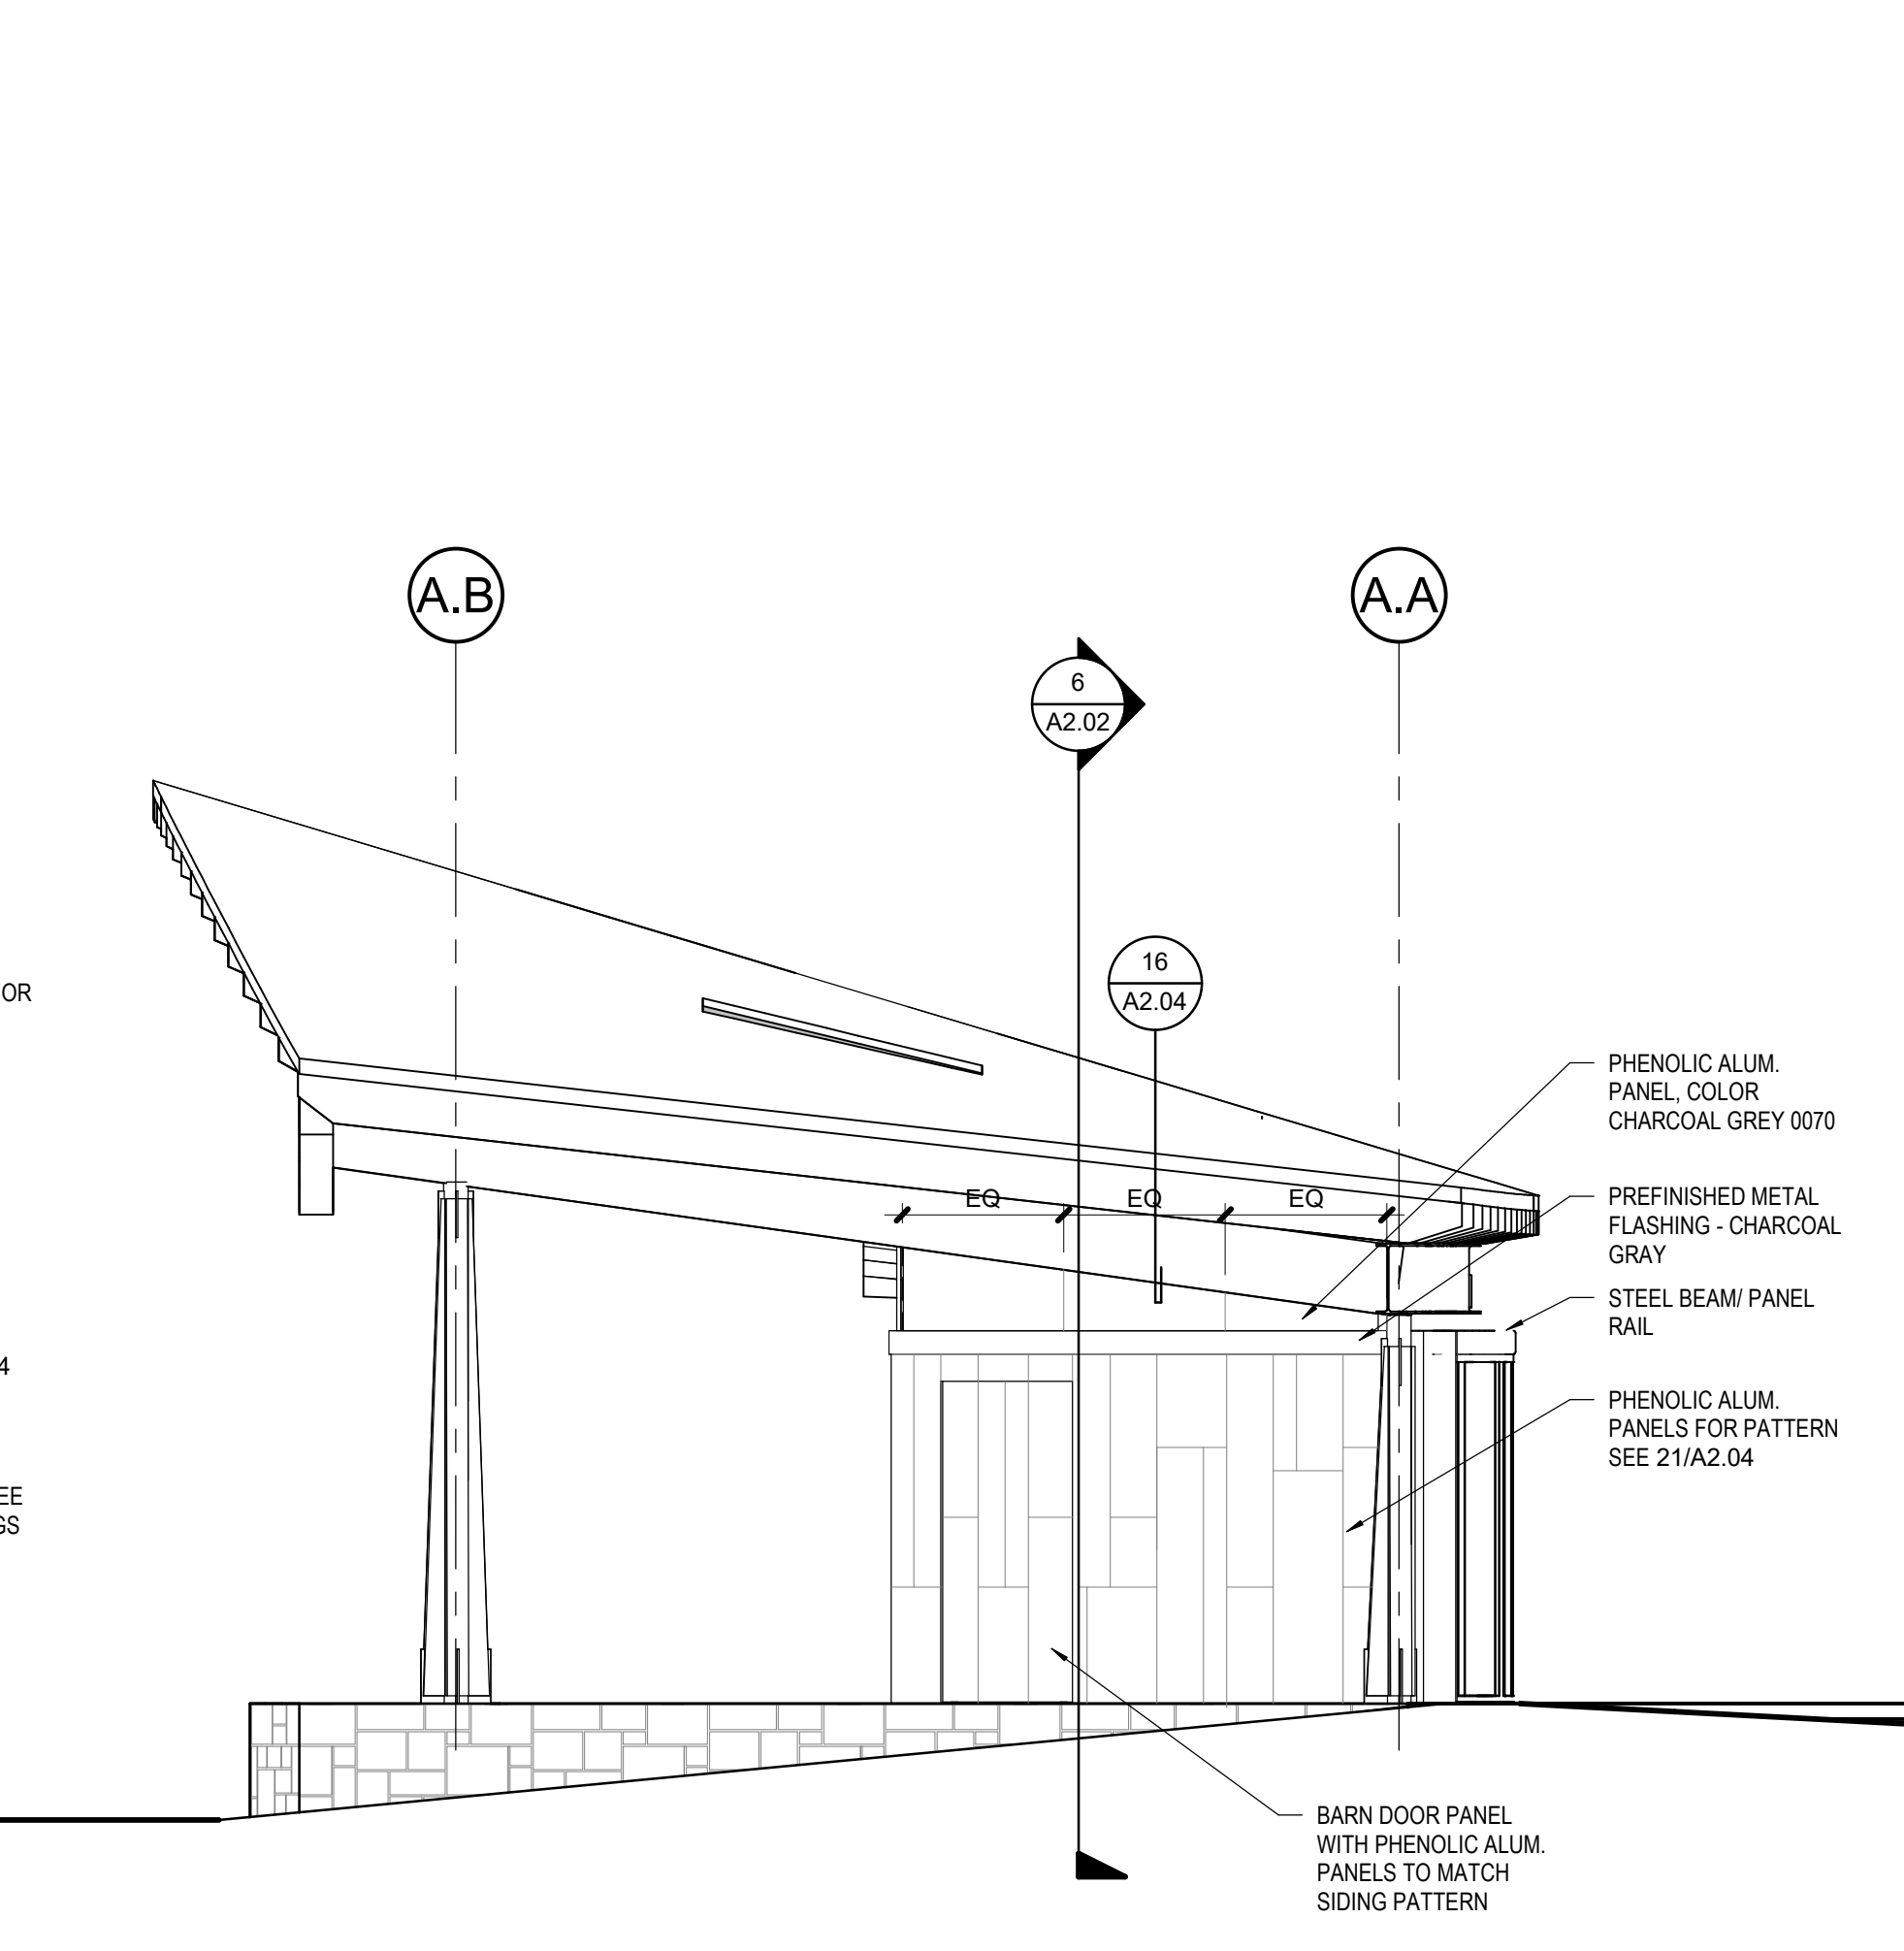 A.B
A.A
6
A2.02
16
A2.04
OR
PHENOLIC ALUM.
PANEL, COLOR
CHARCOAL GREY 0070
EQ
EQ
EQ
PREFINISHED METAL
FLASHING - CHARCOAL
GRAY
STEEL BEAM/ PANEL
RAIL
4
PHENOLIC ALUM.
PANELS FOR PATTERN
SEE 21/A2.04
EE
GS
BARN DOOR PANEL
WITH PHENOLIC ALUM.
PANELS TO MATCH
SIDING PATTERN